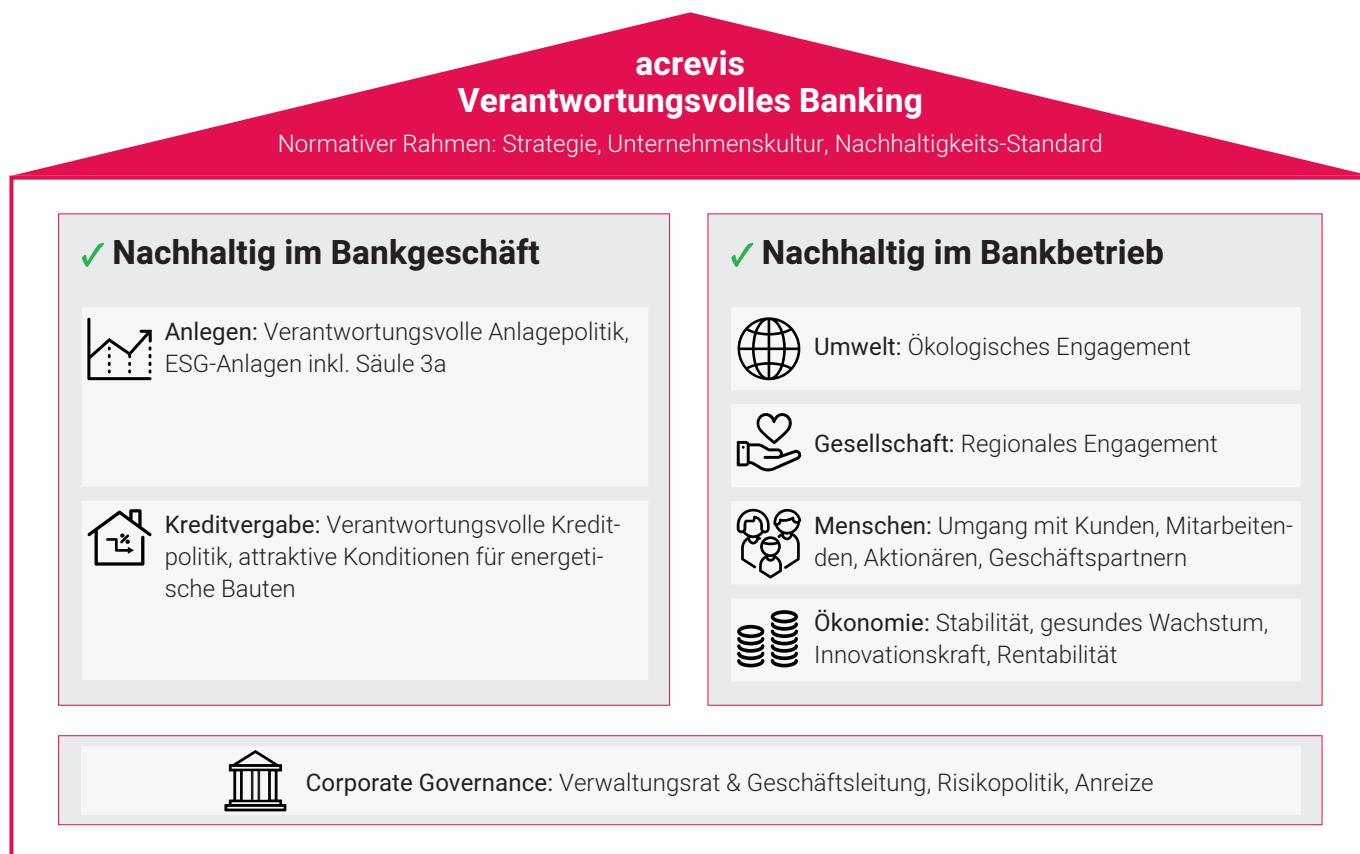 acrevis
Verantwortungsvolles Banking
Normativer Rahmen: Strategie, Unternehmenskultur, Nachhaltigkeits-Standard
Nachhaltig im Bankgeschäft
Anlegen: Verantwortungsvolle Anlagepolitik,
ESG-Anlagen inkl. Säule 3a
Kreditvergabe: Verantwortungsvolle Kredit-
politik, attraktive Konditionen für energeti-
sche Bauten
Nachhaltig im Bankbetrieb
Umwelt: Ökologisches Engagement
Gesellschaft: Regionales Engagement
Menschen: Umgang mit Kunden, Mitarbeiten-
den, Aktionären, Geschäftspartnern
Ökonomie: Stabilität, gesundes Wachstum,
Innovationskraft, Rentabilität
Corporate Governance: Verwaltungsrat & Geschäftsleitung, Risikopolitik, Anreize